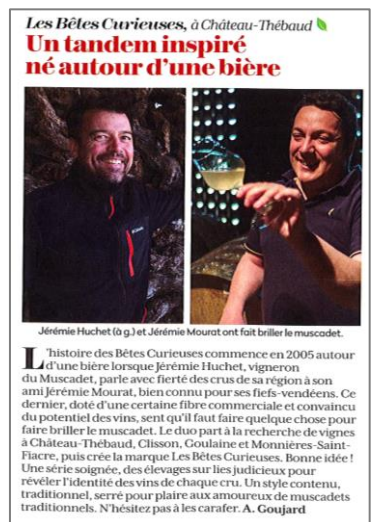 Les Bêtes Curieuses, à Château-Thébaud
Un tandem inspiré
né autour d'une bière
Jérémie Huchet (à g.) et Jérémie Mourat ont fait briller le muscadet.
L'histoire des Bêtes Curieuses commence en 2005 autour
d'une bière lorsque Jérémie Huchet, vigneron
du Muscadet, parle avec fierté des crus de sa région à son
ami Jérémie Mourat, bien connu pour ses fiefs-vendéens. Ce
dernier, doté d'une certaine fibre commerciale et convaincu
du potentiel des vins, sent qu'il faut faire quelque chose pour
faire briller le muscadet. Le duo part à la recherche de vignes
à Château-Thébaud, Clisson, Goulaine et Monnières-Saint-
Fiacre, puis crée la marque Les Bêtes Curieuses. Bonne idée !
Une série soignée, des élevages sur lies judicieux pour
révéler l'identité des vins de chaque cru. Un style contenu,
traditionnel, serré pour plaire aux amoureux de muscadets
traditionnels. N'hésitez pas à les carafer. A. Goujard